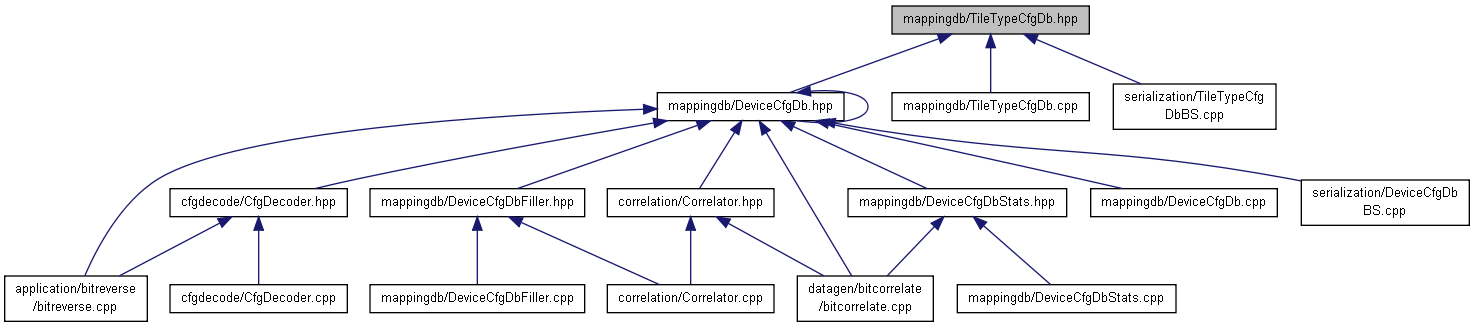 mappingdb/TileTypeCfgDb.hpp
mappingdb/DeviceCfgDb.hpp
mappingdb/TileTypeCfgDb.cpp
serialization/TileTypeCfg
DbBS.cpp
cfgdecode/CfgDecoder.hpp
mappingdb/DeviceCfgDbFiller.hpp
correlation/Correlator.hpp
mappingdb/DeviceCfgDbStats.hpp
mappingdb/DeviceCfgDb.cpp
serialization/DeviceCfgDb
BS.cpp
application/bitreverse
/bitreverse.cpp
cfgdecode/CfgDecoder.cpp
mappingdb/DeviceCfgDbFiller.cpp
correlation/Correlator.cpp
datagen/bitcorrelate
/bitcorrelate.cpp
mappingdb/DeviceCfgDbStats.cpp